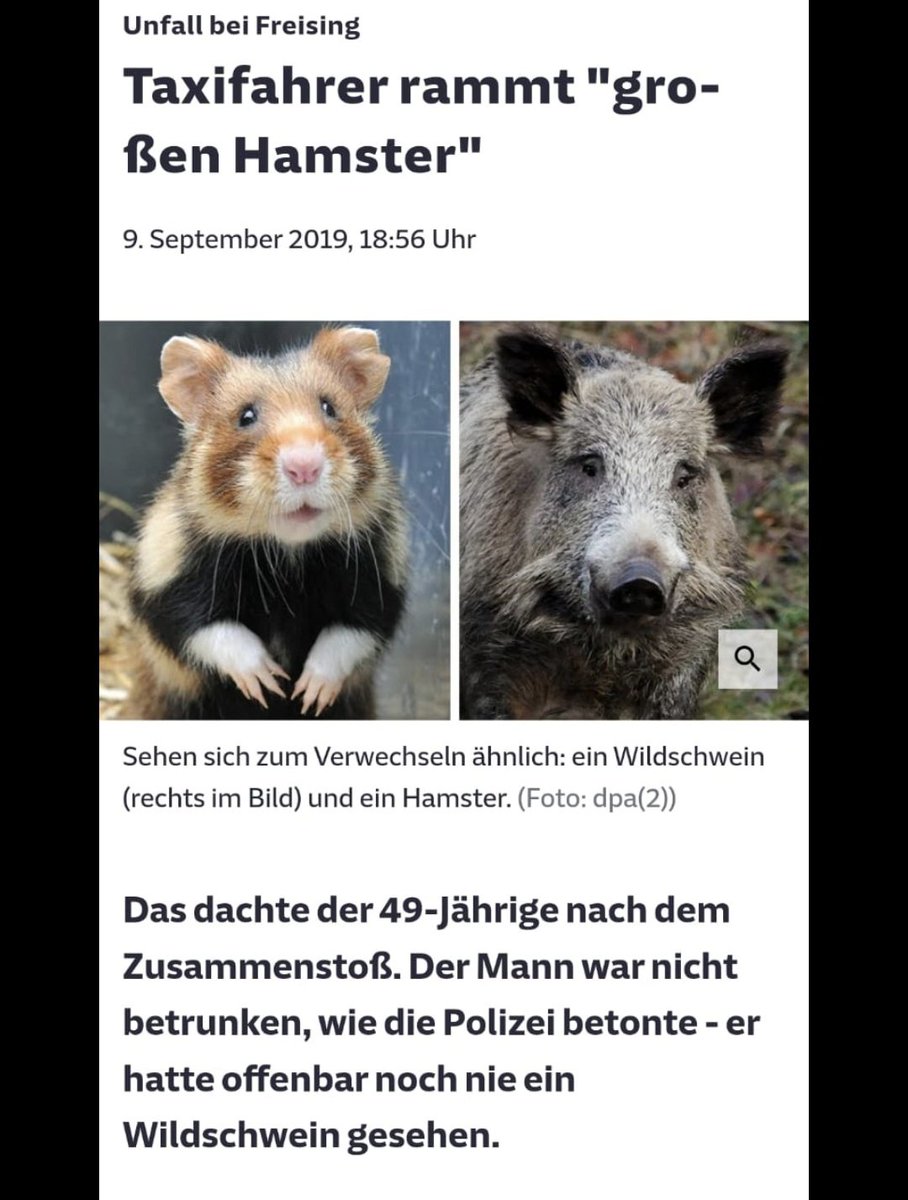 Unfall bei Freising
Taxifahrer rammt "gro-
ßen Hamster"
9. September 2019, 18:56 Uhr
Sehen sich zum Verwechseln ähnlich: ein Wildschwein
(rechts im Bild) und ein Hamster. (Foto: dpa(2))
Das dachte der 49-Jährige nach dem
Zusammenstoß. Der Mann war nicht
betrunken, wie die Polizei betonte - er
hatte offenbar noch nie ein
Wildschwein gesehen.